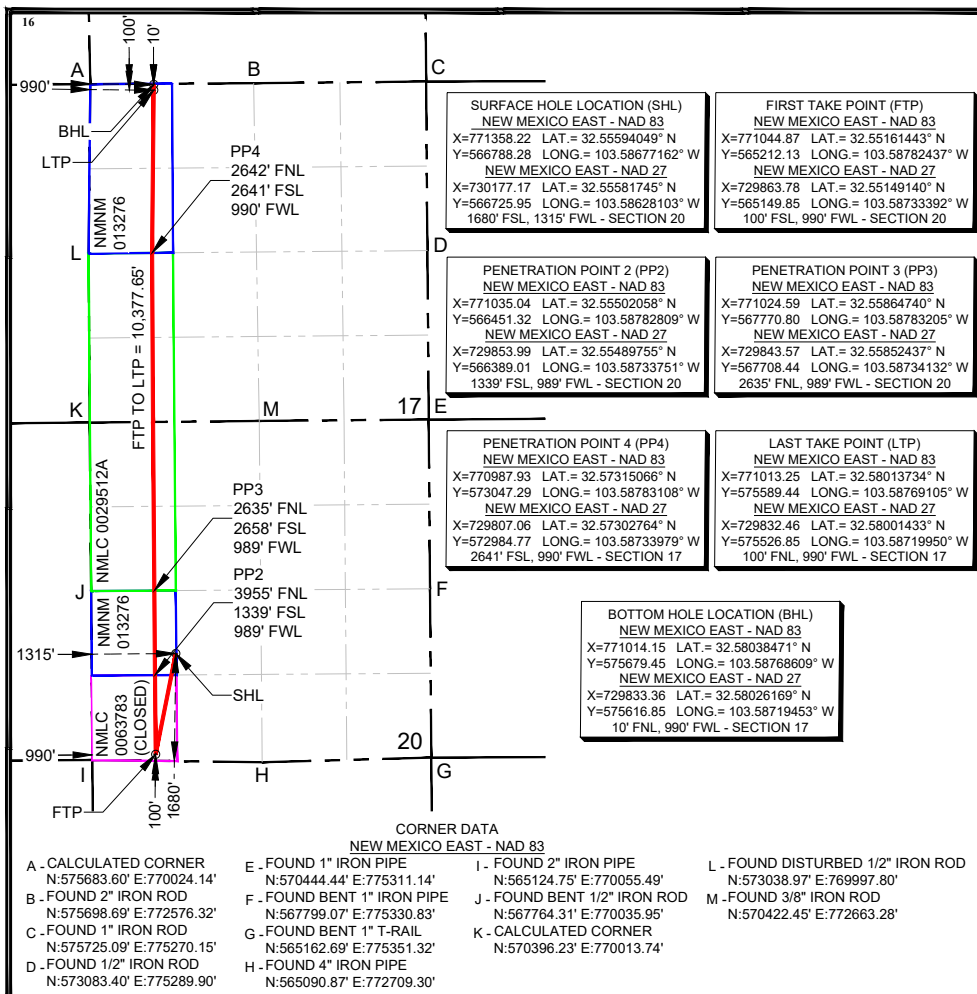 16
100'
10'
A
B
C
990'
BHL
LTP
PP4
2642' FNL
2641' FSL
990' FWL
NMNM
013276
L
D
FTP TO LTP = 10,377.65'
K
M
17
E
NMLC 0029512A
PP3
2635' FNL
2658' FSL
989' FWL
PP2
3955' FNL
1339' FSL
989' FWL
J
F
NMNM
013276
1315'
SHL
NMLC
0063783
(CLOSED)
990'
20
I
H
G
FTP
100'
1680'
SURFACE HOLE LOCATION (SHL)
NEW MEXICO EAST - NAD 83
X=771358.22 LAT.= 32.55594049° N
Y=566788.28 LONG.= 103.58677162° W
NEW MEXICO EAST - NAD 27
X=730177.17 LAT.= 32.55581745° N
Y=566725.95 LONG.= 103.58628103° W
1680' FSL, 1315' FWL - SECTION 20
FIRST TAKE POINT (FTP)
NEW MEXICO EAST - NAD 83
X=771044.87 LAT.= 32.55161443° N
Y=565212.13 LONG.= 103.58782437° W
NEW MEXICO EAST - NAD 27
X=729863.78 LAT.= 32.55149140° N
Y=565149.85 LONG.= 103.58733392° W
100' FSL, 990' FWL - SECTION 20
PENETRATION POINT 2 (PP2)
NEW MEXICO EAST - NAD 83
X=771035.04 LAT.= 32.55502058° N
Y=566451.32 LONG.= 103.58782809° W
NEW MEXICO EAST - NAD 27
X=729853.99 LAT.= 32.55489755° N
Y=566389.01 LONG.= 103.58733751° W
1339' FSL, 989' FWL - SECTION 20
PENETRATION POINT 3 (PP3)
NEW MEXICO EAST - NAD 83
X=771024.59 LAT.= 32.55864740° N
Y=567770.80 LONG.= 103.58783205° W
NEW MEXICO EAST - NAD 27
X=729843.57 LAT.= 32.55852437° N
Y=567708.44 LONG.= 103.58734132° W
2635' FNL, 989' FWL - SECTION 20
PENETRATION POINT 4 (PP4)
NEW MEXICO EAST - NAD 83
X=770987.93 LAT.= 32.57315066° N
Y=573047.29 LONG.= 103.58783108° W
NEW MEXICO EAST - NAD 27
X=729807.06 LAT.= 32.57302764° N
Y=572984.77 LONG.= 103.58733979° W
2641' FSL, 990' FWL - SECTION 17
LAST TAKE POINT (LTP)
NEW MEXICO EAST - NAD 83
X=771013.25 LAT.= 32.58013734° N
Y=575589.44 LONG.= 103.58769105° W
NEW MEXICO EAST - NAD 27
X=729832.46 LAT.= 32.58001433° N
Y=575526.85 LONG.= 103.58719950° W
100' FNL, 990' FWL - SECTION 17
BOTTOM HOLE LOCATION (BHL)
NEW MEXICO EAST - NAD 83
X=771014.15 LAT.= 32.58038471° N
Y=575679.45 LONG.= 103.58768609° W
NEW MEXICO EAST - NAD 27
X=729833.36 LAT.= 32.58026169° N
Y=575616.85 LONG.= 103.58719453° W
10' FNL, 990' FWL - SECTION 17
CORNER DATA
NEW MEXICO EAST - NAD 83
A - CALCULATED CORNER
N:575683.60' E:770024.14'
B - FOUND 2" IRON ROD
N:575698.69' E:772576.32'
C - FOUND 1" IRON ROD
N:575725.09' E:775270.15'
D - FOUND 1/2" IRON ROD
N:573083.40' E:775289.90'
E - FOUND 1" IRON PIPE
N:570444.44' E:775311.14'
F - FOUND BENT 1" IRON PIPE
N:567799.07' E:775330.83'
G - FOUND BENT 1" T-RAIL
N:565162.69' E:775351.32'
H - FOUND 4" IRON PIPE
N:565090.87' E:772709.30'
I - FOUND 2" IRON PIPE
N:565124.75' E:770055.49'
J - FOUND BENT 1/2" IRON ROD
N:567764.31' E:770035.95'
K - CALCULATED CORNER
N:570396.23' E:770013.74'
L - FOUND DISTURBED 1/2" IRON ROD
N:573038.97' E:769997.80'
M - FOUND 3/8" IRON ROD
N:570422.45' E:772663.28'